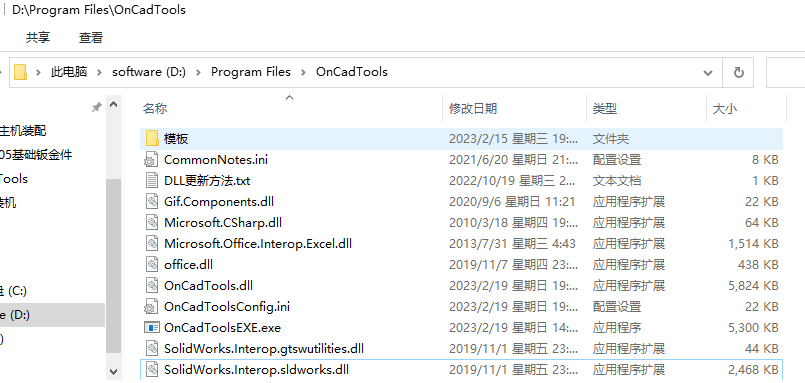 D:\Program Files\OnCadTools
共享 查看
此电脑 software (D:) Program Files OnCadTools
名称 修改日期 类型 大小
主机装配
05基础钣金件
Tools
装机
盘 (C:)
e (D:)
模板 2023/2/15 星期三 19:... 文件夹
CommonNotes.ini 2021/6/20 星期日 21:... 配置设置 8 KB
DLL更新方法.txt 2022/10/19 星期三 2... 文本文档 1 KB
Gif.Components.dll 2020/9/6 星期日 11:21 应用程序扩展 22 KB
Microsoft.CSharp.dll 2010/3/18 星期四 19:... 应用程序扩展 64 KB
Microsoft.Office.Interop.Excel.dll 2013/7/31 星期三 4:43 应用程序扩展 1,514 KB
office.dll 2019/11/7 星期四 23:... 应用程序扩展 438 KB
OnCadTools.dll 2023/2/19 星期日 19:... 应用程序扩展 5,824 KB
OnCadToolsConfig.ini 2023/2/19 星期日 19:... 配置设置 22 KB
OnCadToolsEXE.exe 2023/2/19 星期日 14:... 应用程序 5,300 KB
SolidWorks.Interop.gtswutilities.dll 2019/11/1 星期五 23:... 应用程序扩展 44 KB
SolidWorks.Interop.sldworks.dll 2019/11/1 星期五 23:... 应用程序扩展 2,468 KB